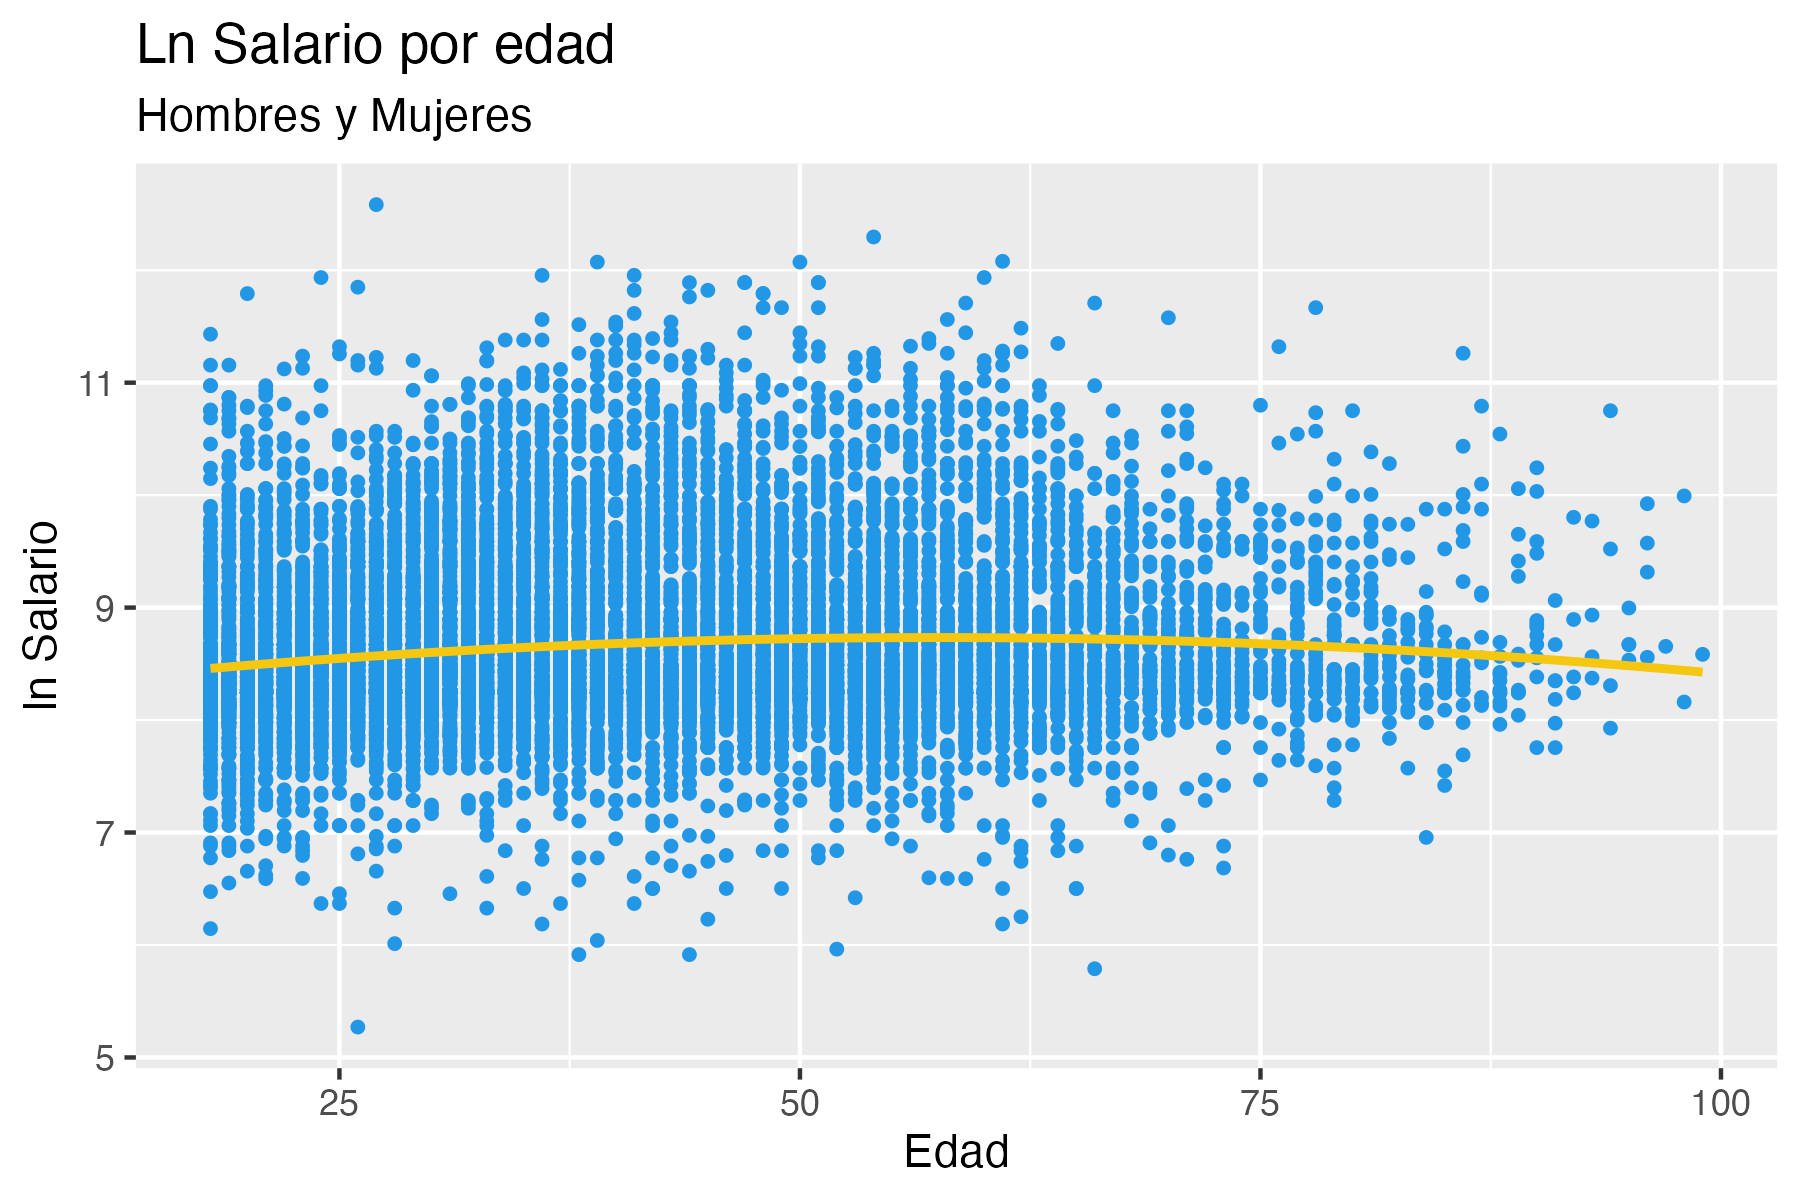 Ln Salario por edad
Hombres y Mujeres
ln Salario
11
9
7
5
25 50 75 100
Edad